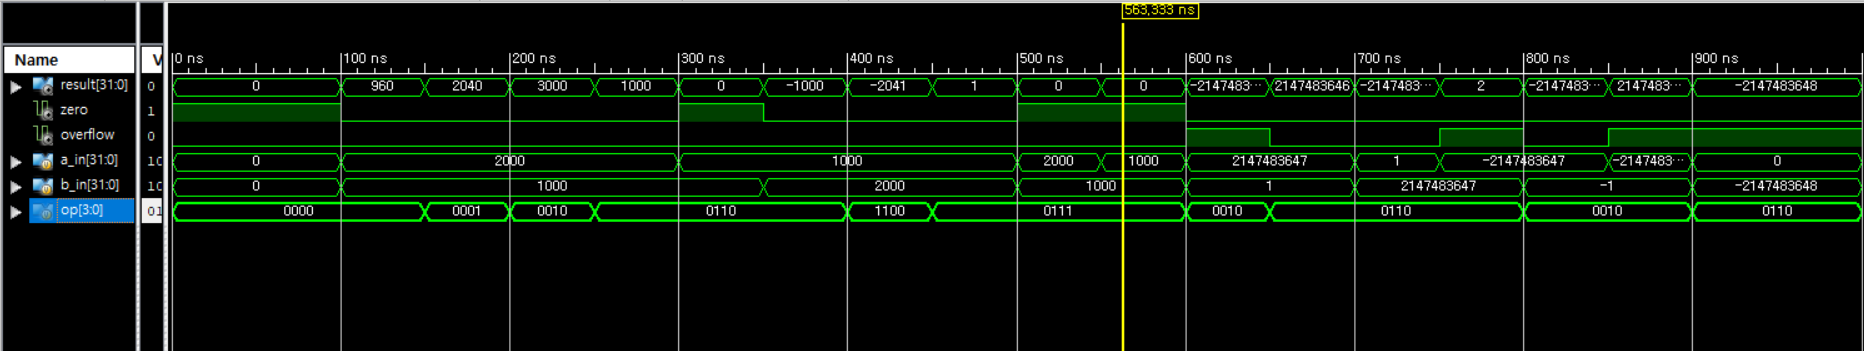 563,333 ns
Name V 0 ns 100 ns 200 ns 300 ns 400 ns 500 ns 600 ns 700 ns 800 ns 900 ns
result[31:0] 0 0 960 2040 3000 1000 0 -1000 -2041 1 0 0 -2147483··· 2147483646 -2147483··· 2 -2147483··· 2147483··· -2147483648
zero 1
overflow 0
a_in[31:0] 10 0 2000 1000 2000 1000 2147483647 1 -2147483647 -2147483··· 0
b_in[31:0] 10 0 1000 2000 1000 1 2147483647 -1 -2147483648
op[3:0] 01 0000 0001 0010 0110 1100 0111 0010 0110 0010 0110